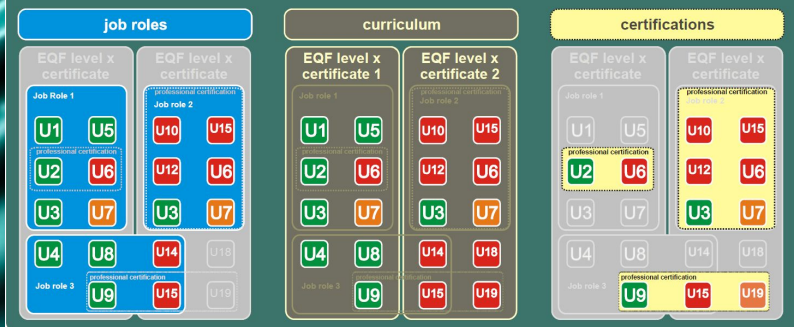 job roles
curriculum
certifications
EQF level x
certificate
EQF level x
certificate
Job Role 1
professional certification
Job role 2
U1 U5 U10 U15
professional certification
U2 U6 U12 U6
U3 U7 U3 U7
U4 U8 U14 U18
professional certification
Job role 3
U9 U15 U19
EQF level x
certificate 1
EQF level x
certificate 2
Job role 1
professional certification
Job role 2
U1 U5 U10 U15
professional certification
U2 U6 U12 U6
U3 U7 U3 U7
U4 U8 U14 U18
professional certification
Job role 3
U9 U15 U19
EQF level x
certificate
EQF level x
certificate
Job role 1
professional certification
Job role 2
U1 U5 U10 U15
professional certification
U2 U6 U12 U6
U3 U7 U3 U7
U4 U8 U14 U18
professional certification
Job role 3
U9 U15 U19